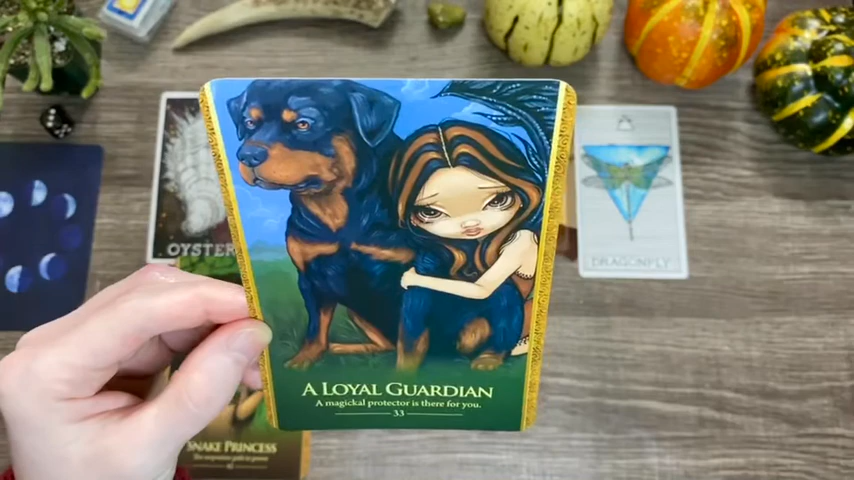 OYSTER
DRAGONFLY
A LOYAL GUARDIAN
A magickal protector is there for you.
33
SNAKE PRINCESS